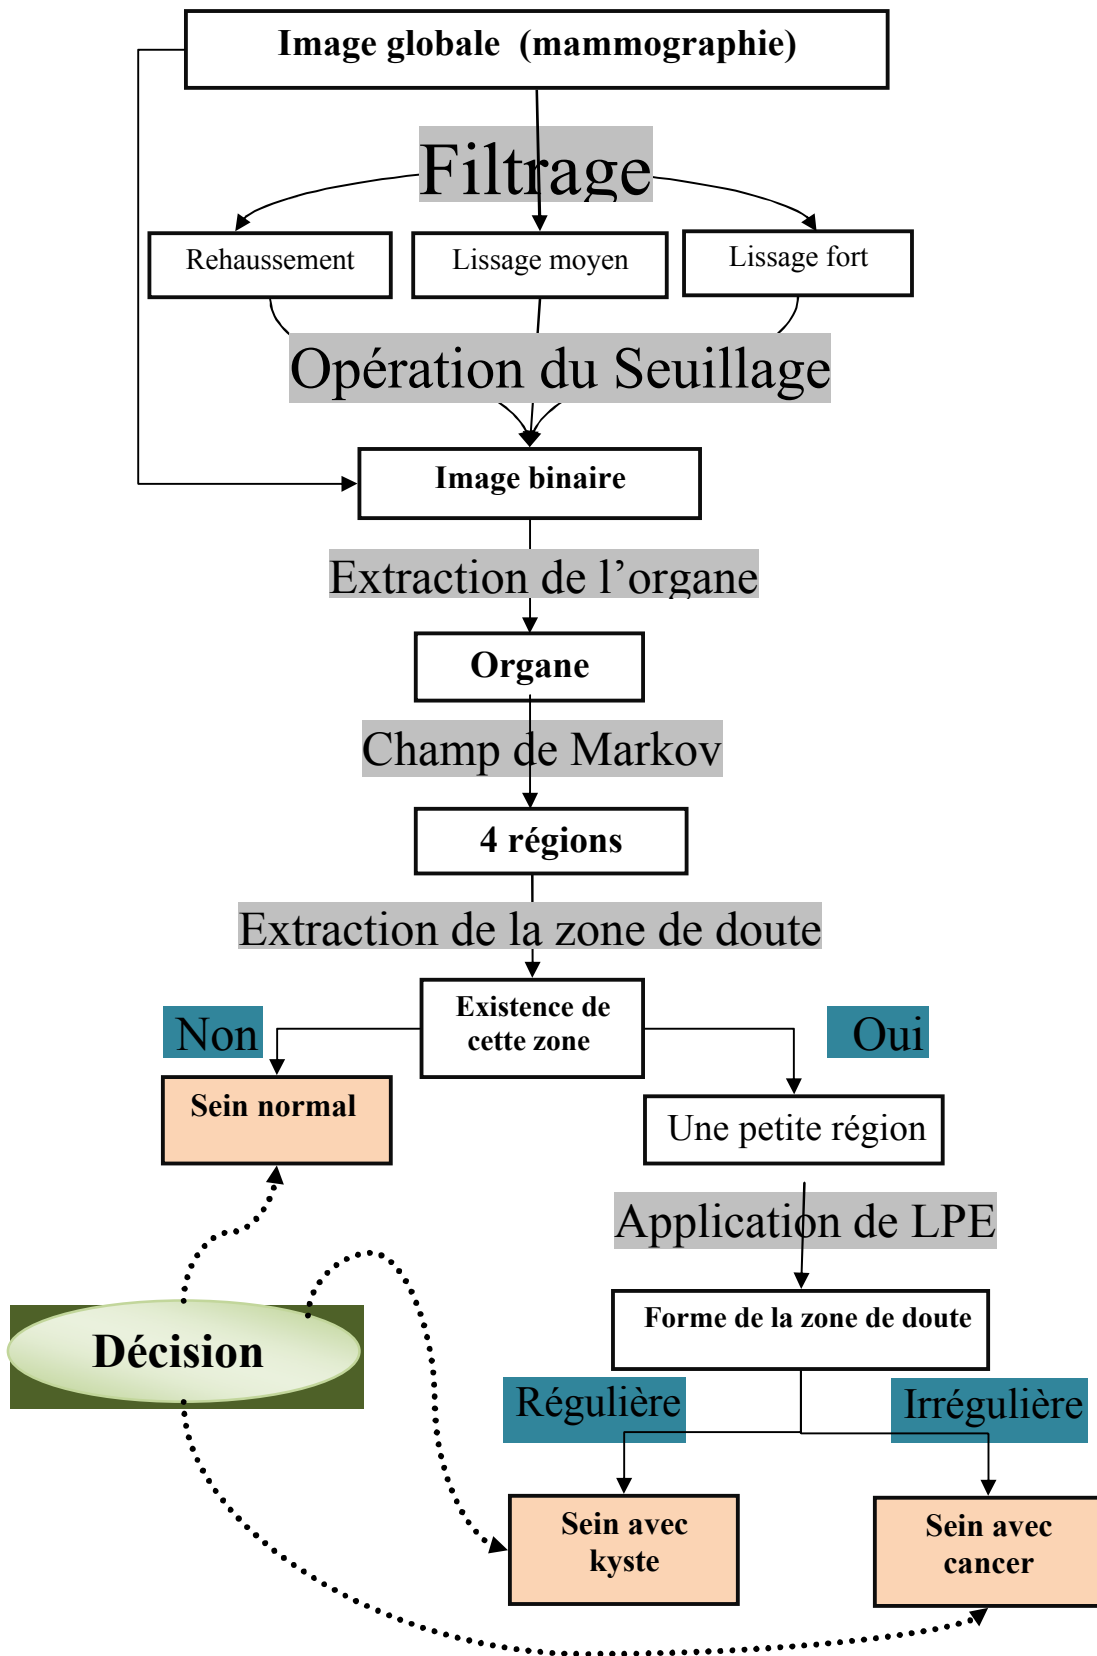 Image globale  (mammographie)
Filtrage
Rehaussement
Lissage moyen
Lissage fort
Opération du Seuillage
Image binaire
Extraction de l’organe
Organe
Champ de Markov
4 régions
Extraction de la zone de doute
Existence de
cette zone
Non
Oui
Sein normal
Une petite région
Application de LPE
Forme de la zone de doute
Décision
Régulière
Irrégulière
Sein avec
kyste
Sein avec
cancer